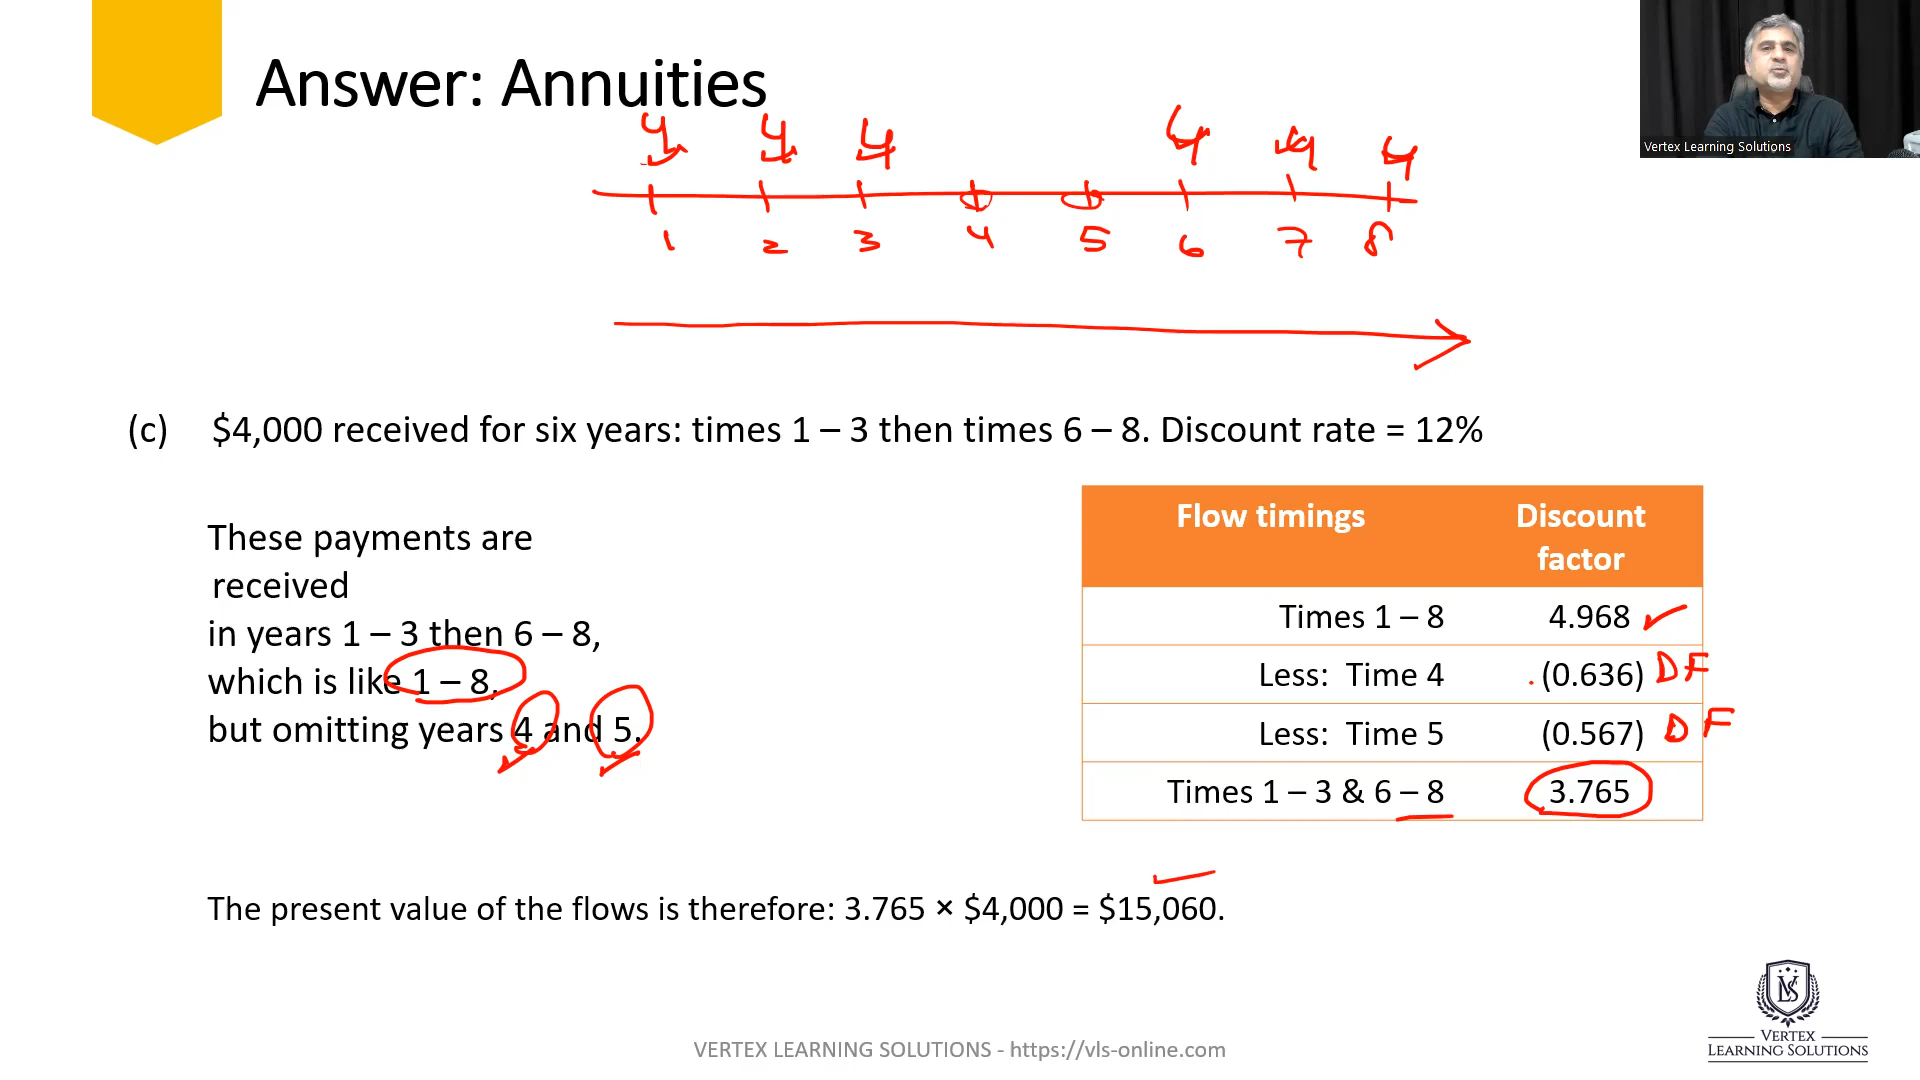 Answer: Annuities
Vertex Learning Solutions
4 4 4 4 4 4
1 2 3 4 5 6 7 8
(c) $4,000 received for six years: times 1 – 3 then times 6 – 8. Discount rate = 12%
These payments are
received
in years 1 – 3 then 6 – 8,
which is like 1 – 8,
but omitting years 4 and 5.
Flow timings Discount
factor
Times 1 – 8 4.968
Less: Time 4 (0.636) DF
Less: Time 5 (0.567) DF
Times 1 – 3 & 6 – 8 3.765
The present value of the flows is therefore: 3.765 × $4,000 = $15,060.
VLS
VERTEX
LEARNING SOLUTIONS
VERTEX LEARNING SOLUTIONS - https://vls-online.com